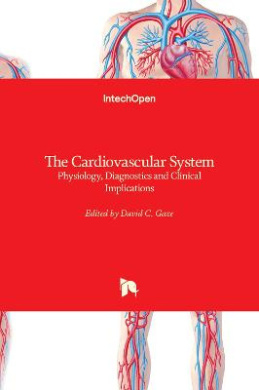 IntechOpen
The Cardiovascular System
Physiology, Diagnostics and Clinical
Implications
Edited by David C. Gaze